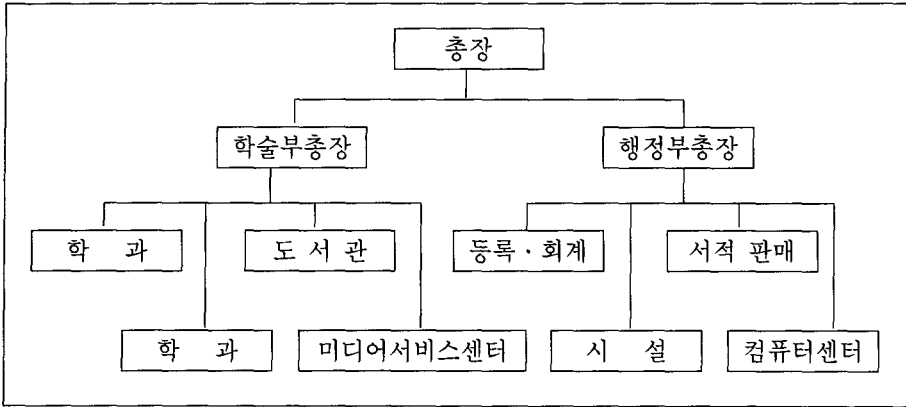 총장
학술부총장
행정부총장
학 과
도 서 관
등록 · 회계
서적 판매
학 과
미디어서비스센터
시 설
컴퓨터센터